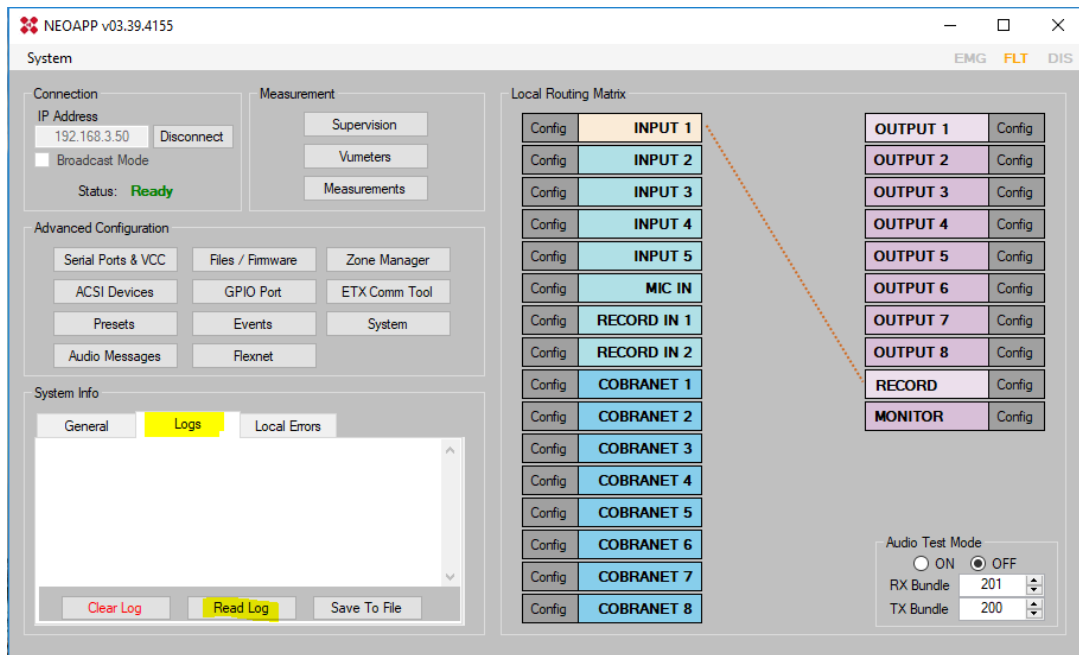 NEOAPP v03.39.4155
System
EMG FLT DIS
Connection
IP Address
192.168.3.50 Disconnect
Broadcast Mode
Status: Ready
Measurement
Supervision
Vumeters
Measurements
Advanced Configuration
Serial Ports & VCC Files / Firmware Zone Manager
ACSI Devices GPIO Port ETX Comm Tool
Presets Events System
Audio Messages Flexnet
System Info
General Logs Local Errors
Clear Log Read Log Save To File
Local Routing Matrix
Config INPUT 1 OUTPUT 1 Config
Config INPUT 2 OUTPUT 2 Config
Config INPUT 3 OUTPUT 3 Config
Config INPUT 4 OUTPUT 4 Config
Config INPUT 5 OUTPUT 5 Config
Config MIC IN OUTPUT 6 Config
Config RECORD IN 1 OUTPUT 7 Config
Config RECORD IN 2 OUTPUT 8 Config
Config COBRANET 1 RECORD Config
Config COBRANET 2 MONITOR Config
Config COBRANET 3
Config COBRANET 4
Config COBRANET 5
Config COBRANET 6
Config COBRANET 7
Config COBRANET 8
Audio Test Mode
ON OFF
RX Bundle 201
TX Bundle 200